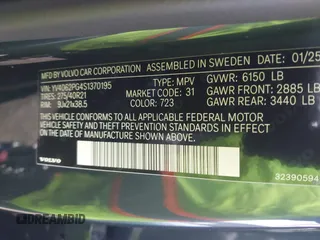 MFD BY VOLVO CAR CORPORATION ASSEMBLED IN SWEDEN DATE: 01/25
VIN: YV4062PG4S1370195 TYPE: MPV GVWR: 6150 LB
TIRES: 275/40R21 MARKET CODE: 31 GAWR FRONT: 2885 LB
RIM: 9Jx21x38.5 COLOR: 723 GAWR REAR: 3440 LB
THIS VEHICLE CONFORMS TO ALL APPLICABLE FEDERAL MOTOR
VEHICLE SAFETY AND THEFT PREVENTION STANDARDS IN EFFECT
ON THE DATE OF MANUFACTURE SHOWN ABOVE.
VOLVO
32390594
DREAMBID